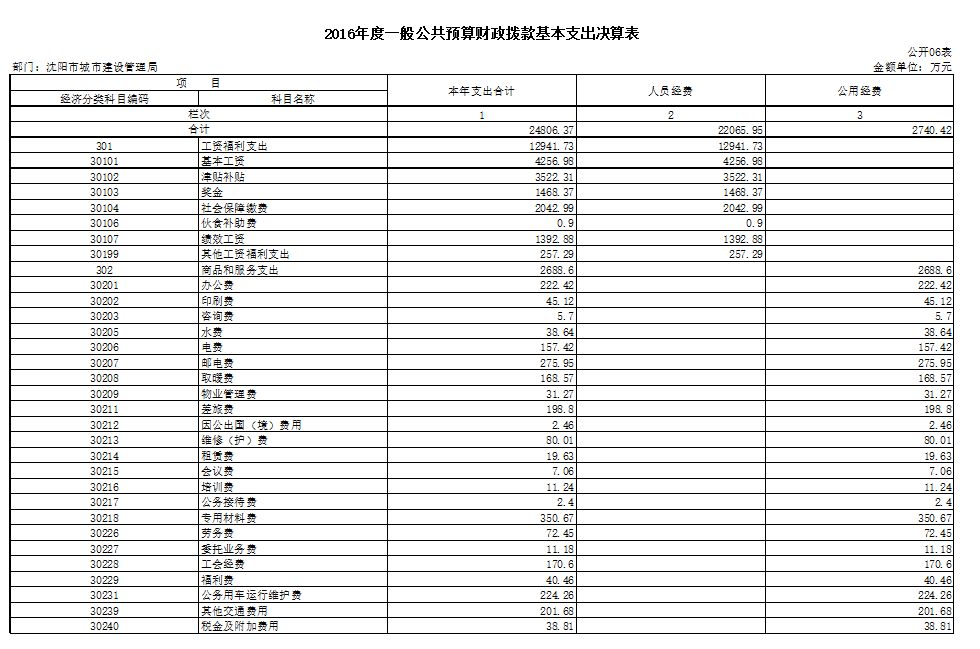 2016年度一般公共预算财政拨款基本支出决算表
公开06表
部门：沈阳市城市建设管理局 金额单位：万元
项 目 本年支出合计 人员经费 公用经费
经济分类科目编码 科目名称
栏次 1 2 3
合计 24806.37 22065.95 2740.42
301 工资福利支出 12941.73 12941.73
30101 基本工资 4256.98 4256.98
30102 津贴补贴 3522.31 3522.31
30103 奖金 1468.37 1468.37
30104 社会保障缴费 2042.99 2042.99
30106 伙食补助费 0.9 0.9
30107 绩效工资 1392.88 1392.88
30199 其他工资福利支出 257.29 257.29
302 商品和服务支出 2688.6 2688.6
30201 办公费 222.42 222.42
30202 印刷费 45.12 45.12
30203 咨询费 5.7 5.7
30205 水费 38.64 38.64
30206 电费 157.42 157.42
30207 邮电费 275.95 275.95
30208 取暖费 168.57 168.57
30209 物业管理费 31.27 31.27
30211 差旅费 198.8 198.8
30212 因公出国（境）费用 2.46 2.46
30213 维修（护）费 80.01 80.01
30214 租赁费 19.63 19.63
30215 会议费 7.06 7.06
30216 培训费 11.24 11.24
30217 公务接待费 2.4 2.4
30218 专用材料费 350.67 350.67
30226 劳务费 72.45 72.45
30227 委托业务费 11.18 11.18
30228 工会经费 170.6 170.6
30229 福利费 40.46 40.46
30231 公务用车运行维护费 224.26 224.26
30239 其他交通费用 201.68 201.68
30240 税金及附加费用 38.81 38.81